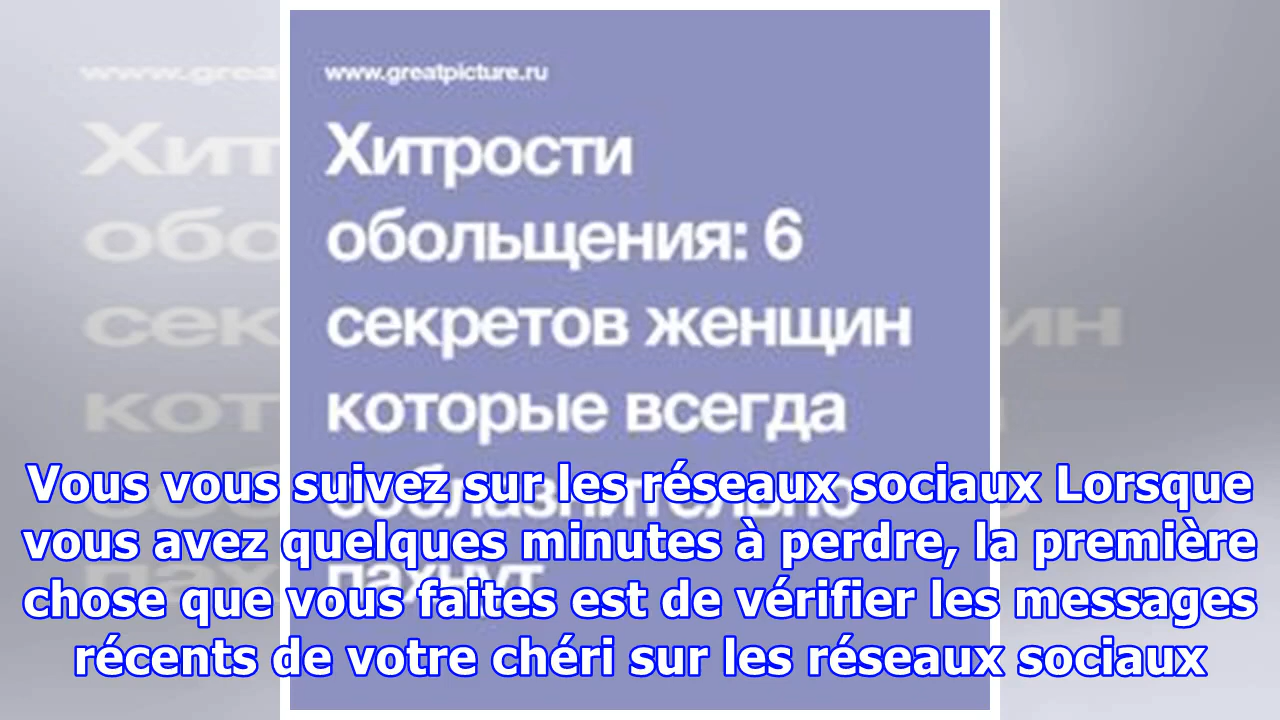 www.greatpicture.ru
Хитрости
обольщения: 6
секретов женщин
которые всегда
соблазнительно
пахнут
Vous vous suivez sur les réseaux sociaux Lorsque
vous avez quelques minutes à perdre, la première
chose que vous faites est de vérifier les messages
récents de votre chéri sur les réseaux sociaux